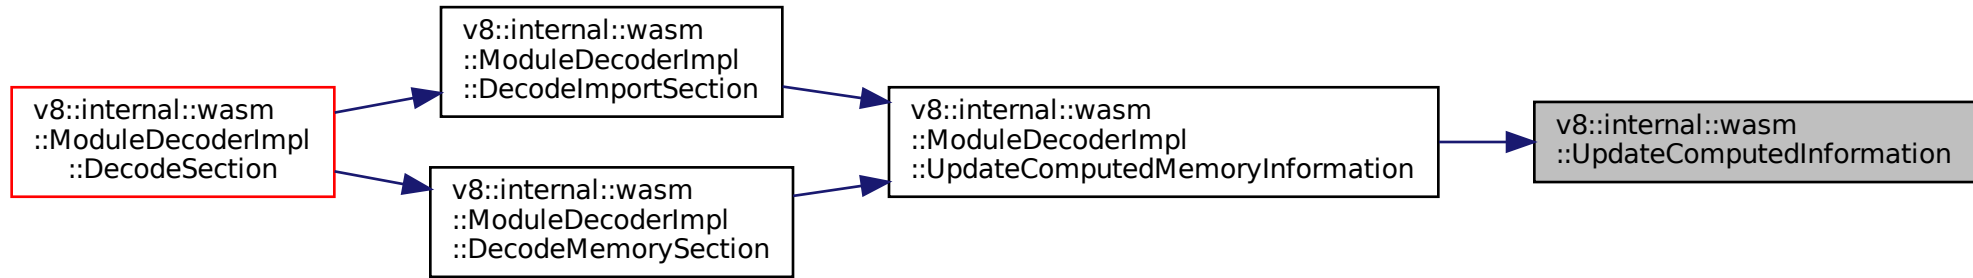 v8::internal::wasm
::ModuleDecoderImpl
::DecodeSection
v8::internal::wasm
::ModuleDecoderImpl
::DecodeImportSection
v8::internal::wasm
::ModuleDecoderImpl
::DecodeMemorySection
v8::internal::wasm
::ModuleDecoderImpl
::UpdateComputedMemoryInformation
v8::internal::wasm
::UpdateComputedInformation